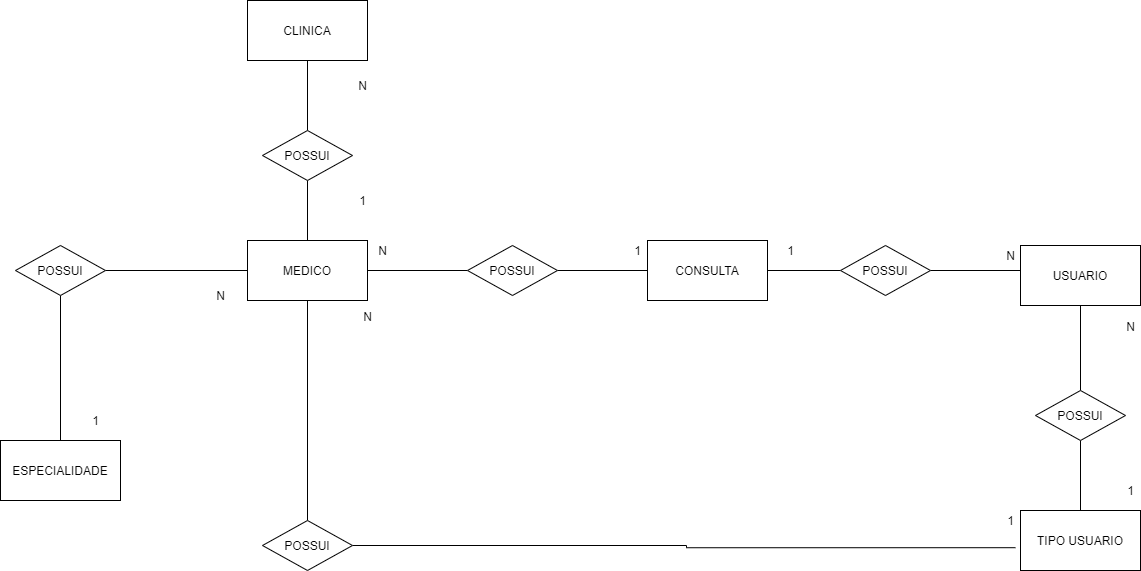 CLINICA
N
POSSUI
1
POSSUI
MEDICO
N
POSSUI
1
CONSULTA
1
POSSUI
N
USUARIO
N
N
N
POSSUI
1
ESPECIALIDADE
1
1
POSSUI
TIPO USUARIO